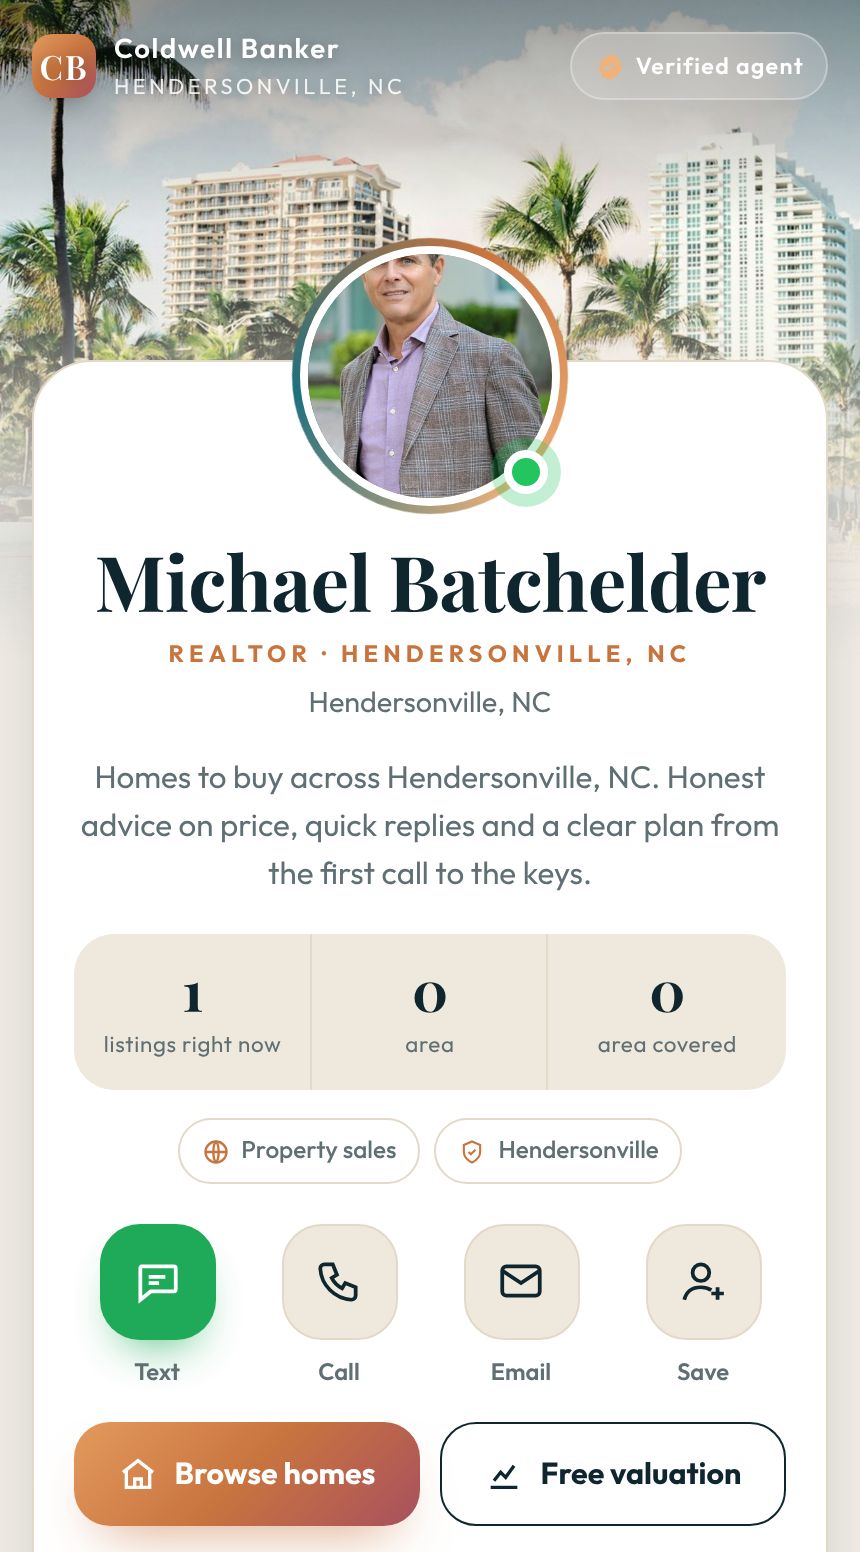 CB
Coldwell Banker
HENDERSONVILLE, NC
Verified agent
Michael Batchelder
REALTOR · HENDERSONVILLE, NC
Hendersonville, NC
Homes to buy across Hendersonville, NC. Honest
advice on price, quick replies and a clear plan from
the first call to the keys.
1
listings right now
0
area
0
area covered
Property sales
Hendersonville
Text
Call
Email
Save
Browse homes
Free valuation